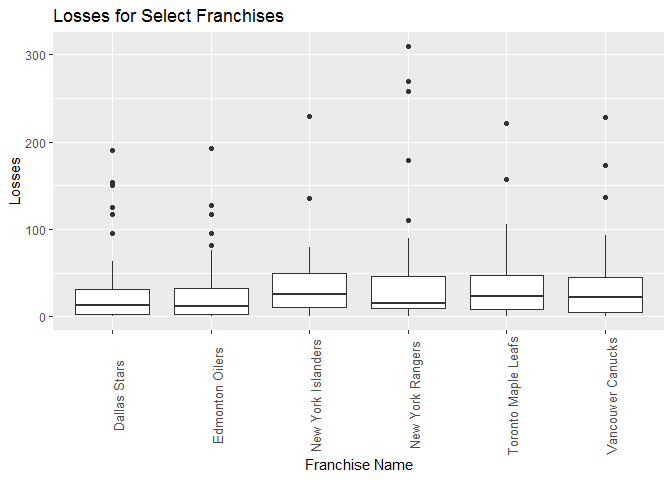 Losses for Select Franchises
Losses
300
200
100
0
Dallas Stars
Edmonton Oilers
New York Islanders
New York Rangers
Toronto Maple Leafs
Vancouver Canucks
Franchise Name